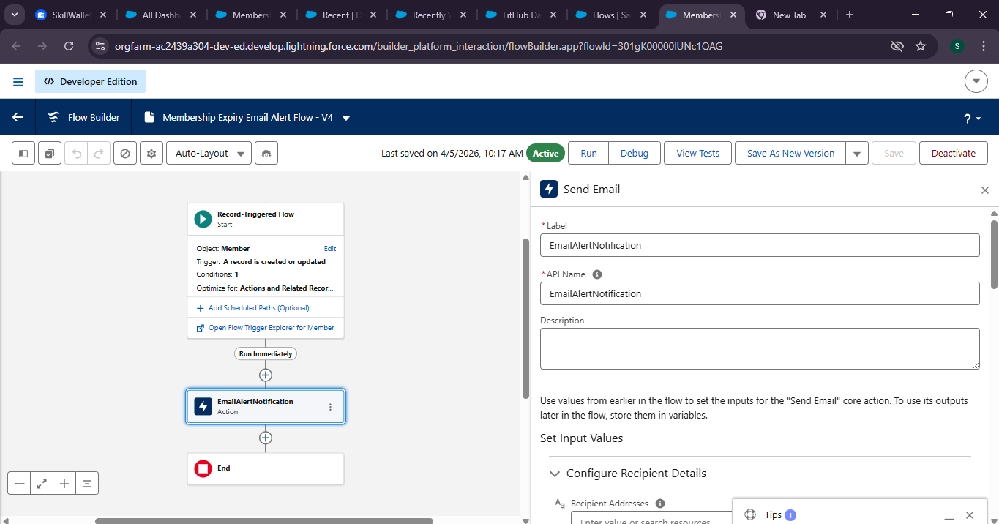 SkillWalle
All Dashb
Members
Recent | D
Recently V
FitHub Da
Flows | Sa
Members
New Tab
orgfarm-ac2439a304-dev-ed.develop.lightning.force.com/builder_platform_interaction/flowBuilder.app?flowId=301gK00000IUNc1QAG
S
Developer Edition
Flow Builder
Membership Expiry Email Alert Flow - V4
?
Auto-Layout
Last saved on 4/5/2026, 10:17 AM
Active
Run
Debug
View Tests
Save As New Version
Save
Deactivate
Record-Triggered Flow
Start
Object: Member
Edit
Trigger: A record is created or updated
Conditions: 1
Optimize for: Actions and Related Recor...
Add Scheduled Paths (Optional)
Open Flow Trigger Explorer for Member
Run Immediately
EmailAlertNotification
Action
End
Send Email
* Label
EmailAlertNotification
* API Name
EmailAlertNotification
Description
Use values from earlier in the flow to set the inputs for the "Send Email" core action. To use its outputs
later in the flow, store them in variables.
Set Input Values
Configure Recipient Details
Aa Recipient Addresses
Enter value or search resources
Tips 1